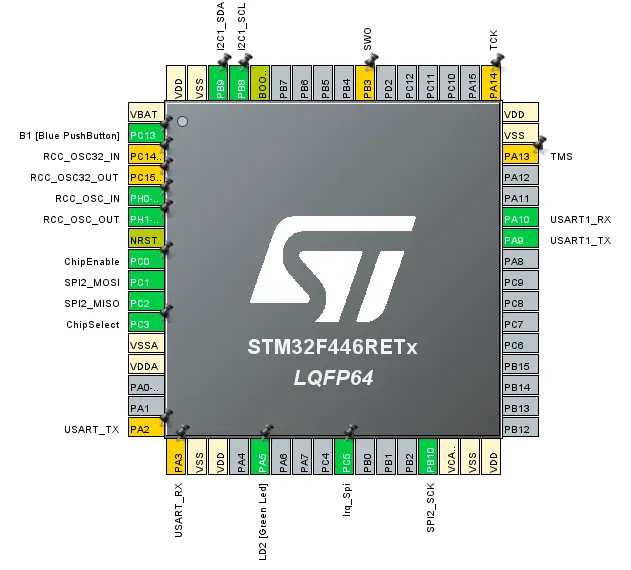 I2C1_SDA
I2C1_SCL
SWO
TCK
VDD
VSS
PB9
PB8
BOO..
PB7
PB6
PB5
PB4
PB3
PD2
PC12
PC11
PC10
PA15
PA14
VBAT
B1 [Blue PushButton] PC13
RCC_OSC32_IN PC14..
RCC_OSC32_OUT PC15..
RCC_OSC_IN PH0-..
RCC_OSC_OUT PH1-..
NRST
ChipEnable PC0
SPI2_MOSI PC1
SPI2_MISO PC2
ChipSelect PC3
VSSA
VDDA
PA0-..
PA1
USART_TX PA2
ST
STM32F446RETx
LQFP64
VDD
VSS
PA13 TMS
PA12
PA11
PA10 USART1_RX
PA9 USART1_TX
PA8
PC9
PC8
PC7
PC6
PB15
PB14
PB13
PB12
PA3
VSS
VDD
PA4
PA5
PA6
PA7
PC4
PC5
PB0
PB1
PB2
PB10
VCA..
VSS
VDD
USART_RX
LD2 [Green Led]
Irq_Spi
SPI2_SCK